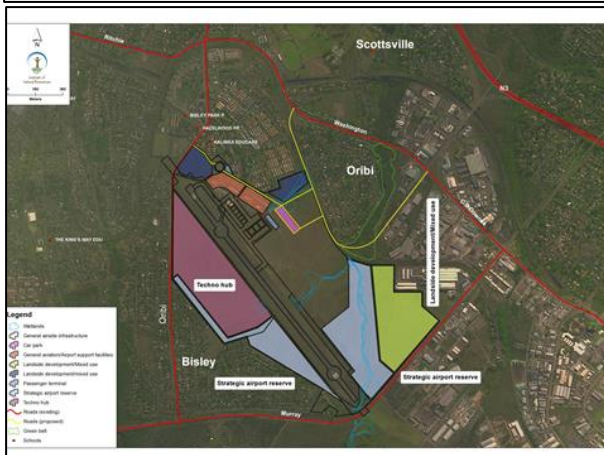 N
Meters
Scottsville
Ritchie
N3
BISLEY PARK P
HAZELWOOD PP
Washington
Oribi
THE KING'S WAY EDU
Techno hub
Landside development/Mixed use
Oribi
Strategic airport reserve
Bisley
Strategic airport reserve
Murray
Legend
Wetlands
General airside infrastructure
Car park
General aviation/Airport support facilities
Landside development/Mixed use
Landside development/mixed use
Passenger terminal
Strategic airport reserve
Techno hub
Roads (existing)
Roads (proposed)
Green belt
Schools